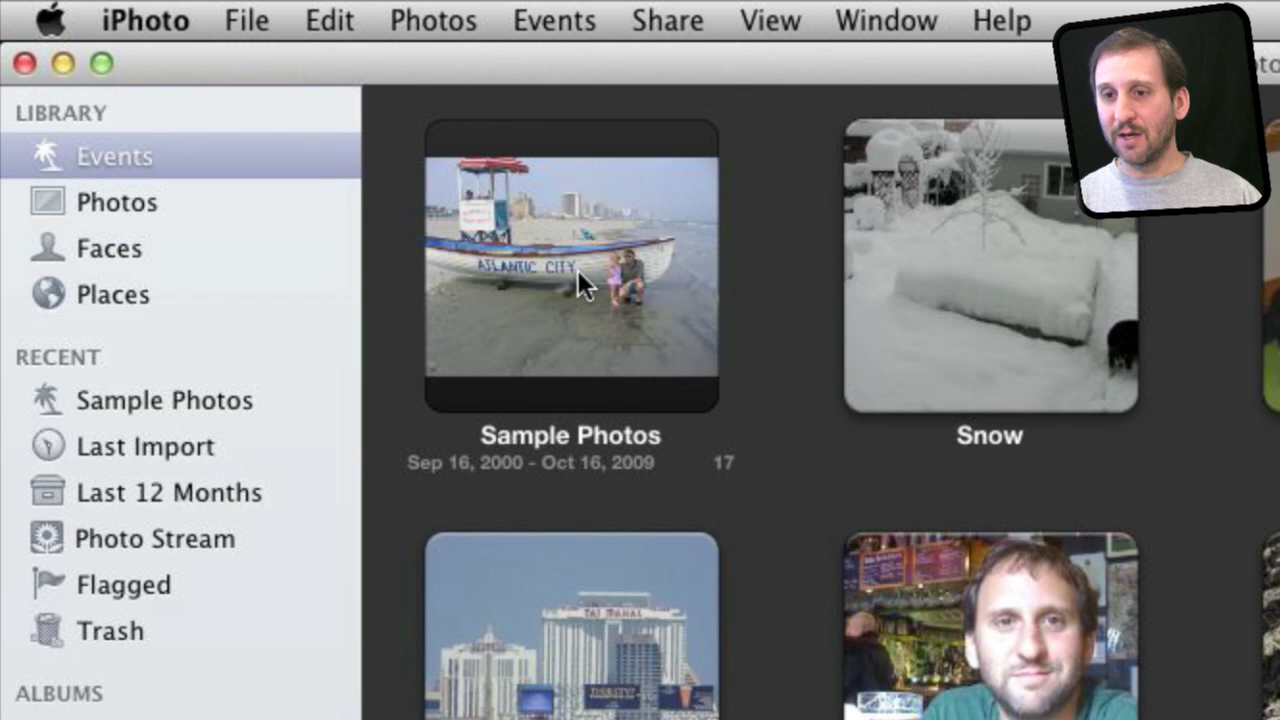 iPhoto File Edit Photos Events Share View Window Help
LIBRARY
Events
Photos
Faces
Places
RECENT
Sample Photos
Last Import
Last 12 Months
Photo Stream
Flagged
Trash
ALBUMS
ATLANTIC CITY
Sample Photos
Sep 16, 2000 - Oct 16, 2009 17
Snow
TAJ MAHAL